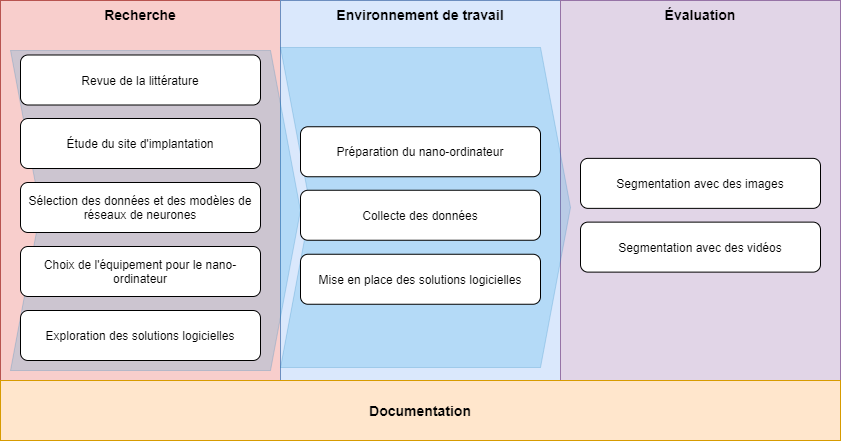 Recherche
Revue de la littérature
Étude du site d'implantation
Sélection des données et des modèles de
réseaux de neurones
Choix de l'équipement pour le nano-
ordinateur
Exploration des solutions logicielles
Environnement de travail
Préparation du nano-ordinateur
Collecte des données
Mise en place des solutions logicielles
Évaluation
Segmentation avec des images
Segmentation avec des vidéos
Documentation